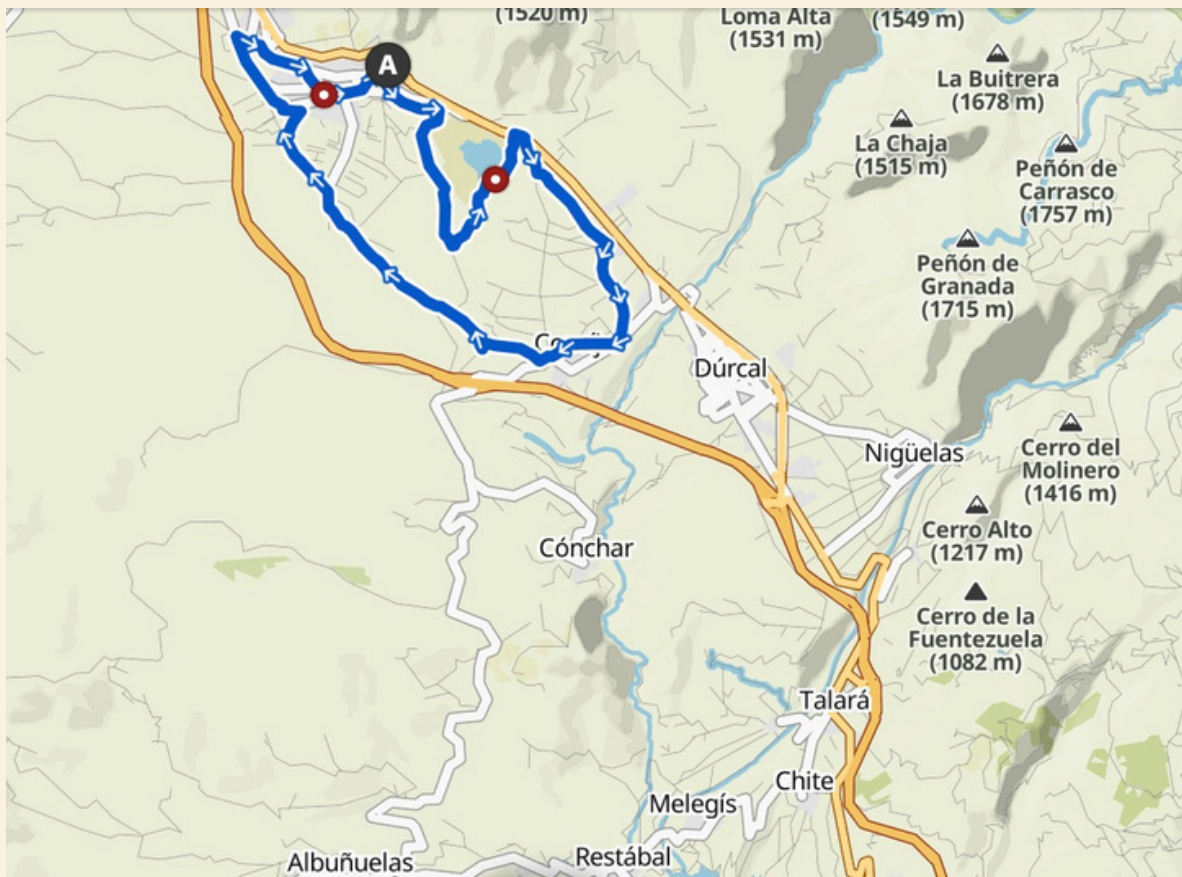 (1520 m)
Loma Alta
(1531 m)
(1549 m)
La Buitrera
(1678 m)
A
La Chaja
(1515 m)
Peñón de
Carrasco
(1757 m)
Peñón de
Granada
(1715 m)
Dúrcal
Nigüelas
Cerro del
Molinero
(1416 m)
Cerro Alto
(1217 m)
Cónchar
Cerro de la
Fuentezuela
(1082 m)
Talará
Chite
Melegís
Restábal
Albuñuelas